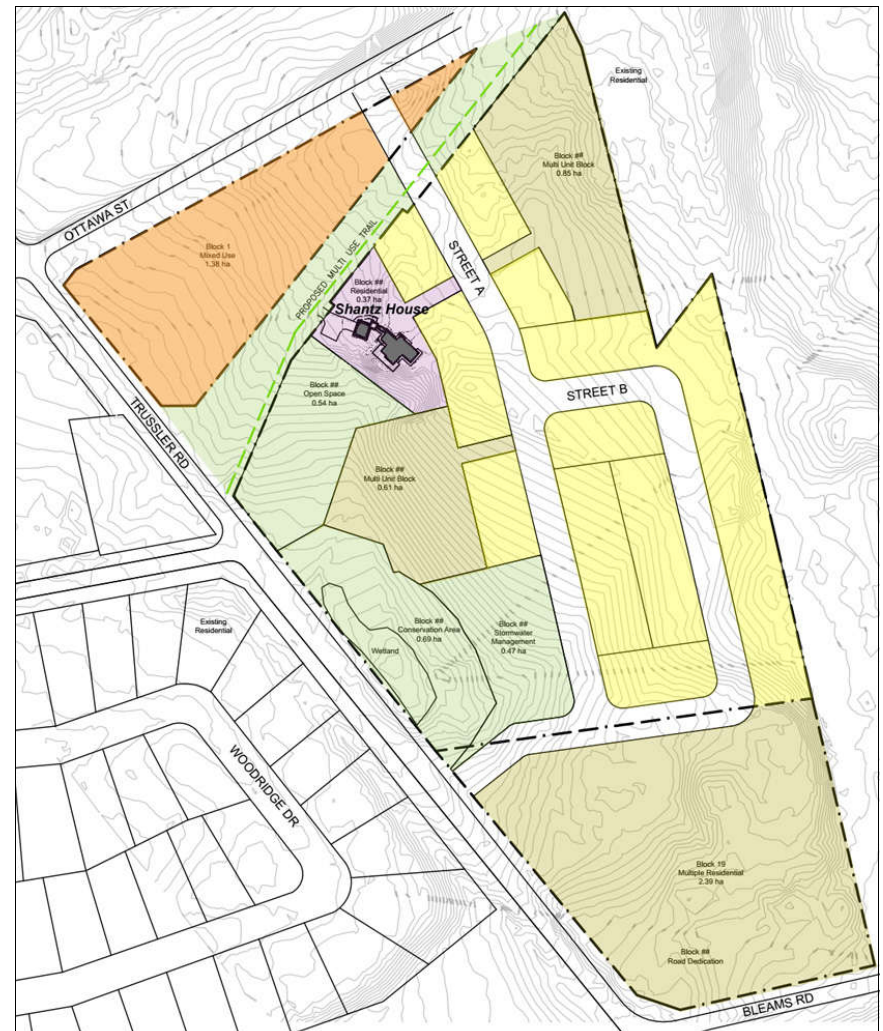 Existing
Residential
Block ##
Multi Unit Block
0.85 ha
OTTAWA ST
Block 1
Mixed Use
1.38 ha
PROPOSED MULTI USE TRAIL
STREET A
Block ##
Residential
0.37 ha
Shantz House
Block ##
Open Space
0.54 ha
STREET B
TRUSSLER RD
Block ##
Multi Unit Block
0.61 ha
Existing
Residential
Block ##
Conservation Area
0.69 ha
Wetland
Block ##
Stormwater
Management
0.47 ha
WOODRIDGE DR
Block 19
Multiple Residential
2.39 ha
Block ##
Road Dedication
BLEAMS RD